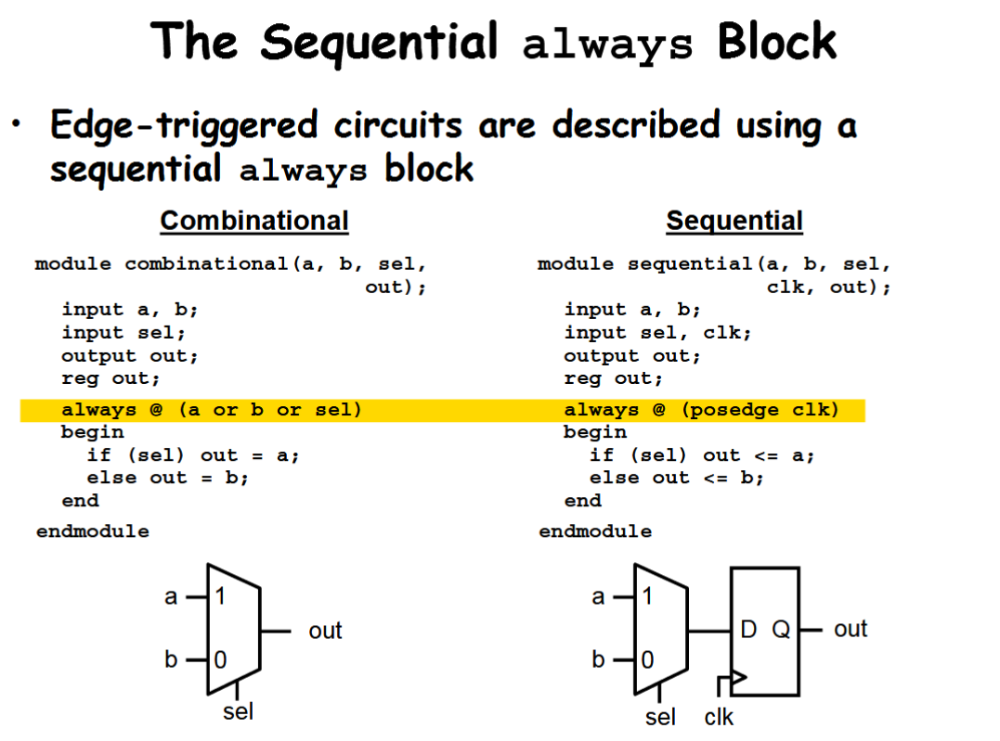 The Sequential always Block
• Edge-triggered circuits are described using a
sequential always block
Combinational
module combinational(a, b, sel,
out);
input a, b;
input sel;
output out;
reg out;
always @ (a or b or sel)
begin
if (sel) out = a;
else out = b;
end
endmodule
a
1
out
b
0
sel
Sequential
module sequential(a, b, sel,
clk, out);
input a, b;
input sel, clk;
output out;
reg out;
always @ (posedge clk)
begin
if (sel) out <= a;
else out <= b;
end
endmodule
a
1
D Q
out
b
0
sel
clk